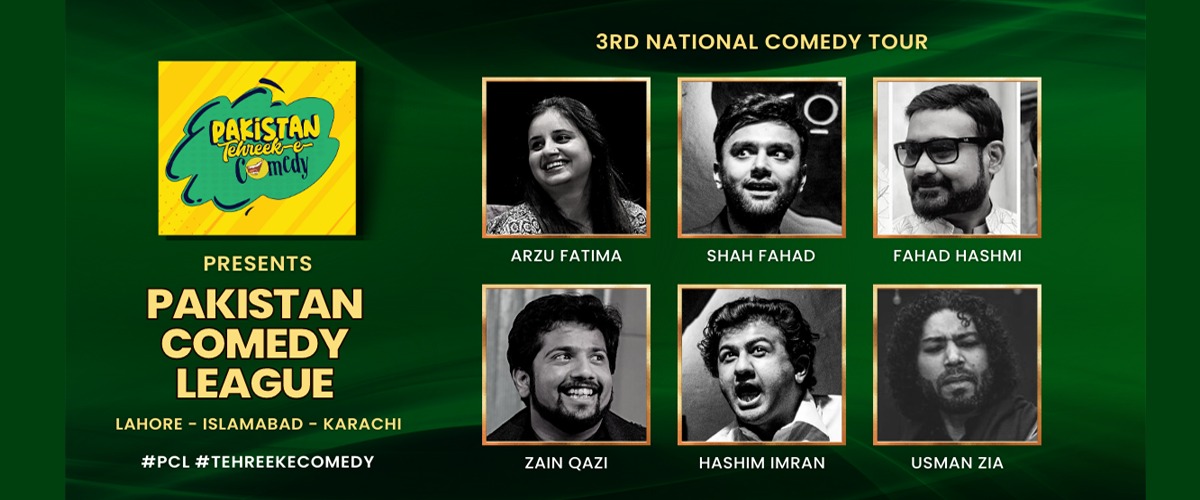 PAKISTAN
Tehreek-e-
Comedy
PRESENTS
PAKISTAN
COMEDY
LEAGUE
LAHORE - ISLAMABAD - KARACHI
#PCL #TEHREEKECOMEDY
3RD NATIONAL COMEDY TOUR
ARZU FATIMA
SHAH FAHAD
FAHAD HASHMI
ZAIN QAZI
HASHIM IMRAN
USMAN ZIA